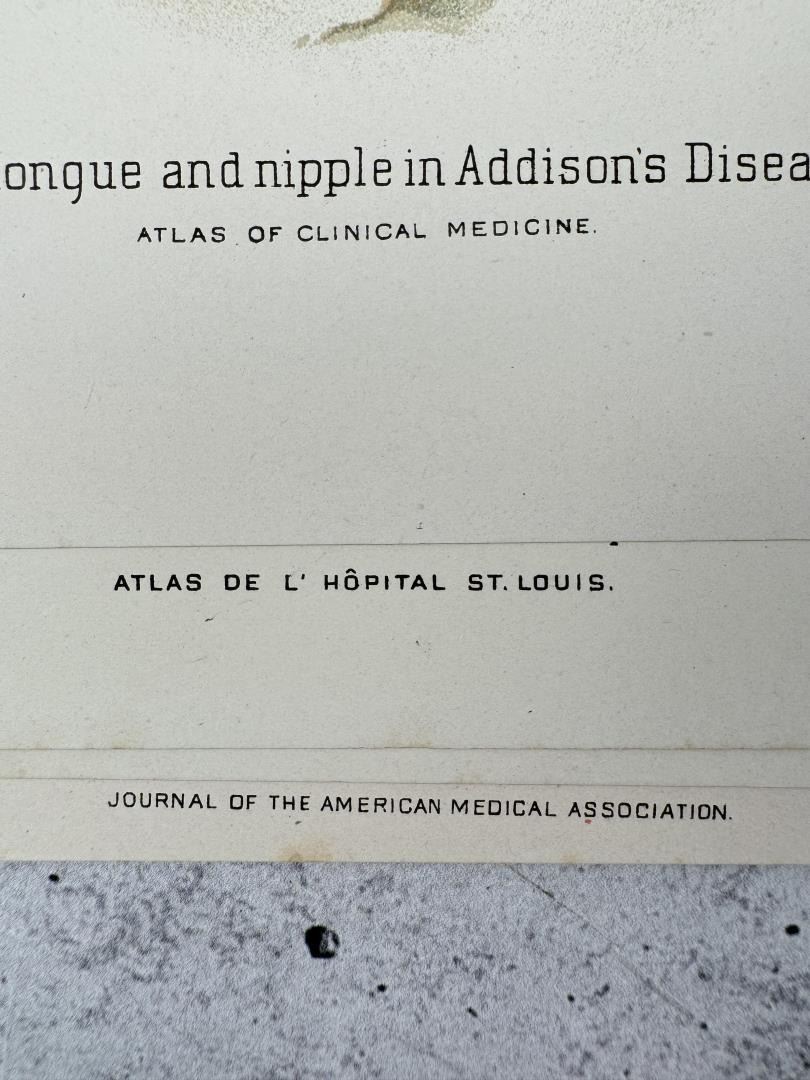 ongue and nipple in Addison's Disea
ATLAS OF CLINICAL MEDICINE.
ATLAS DE L' HÔPITAL ST. LOUIS.
JOURNAL OF THE AMERICAN MEDICAL ASSOCIATION.